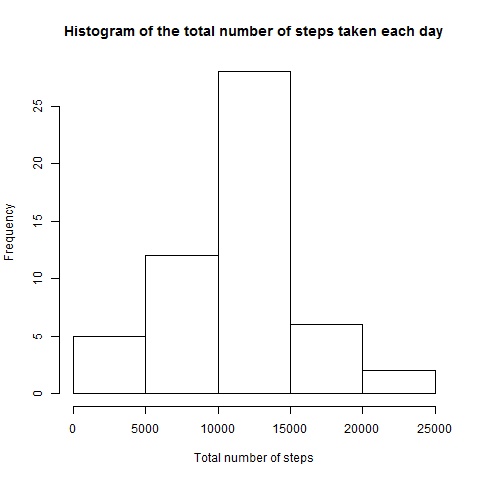 Histogram of the total number of steps taken each day
Frequency
25
20
15
10
5
0
0 5000 10000 15000 20000 25000
Total number of steps